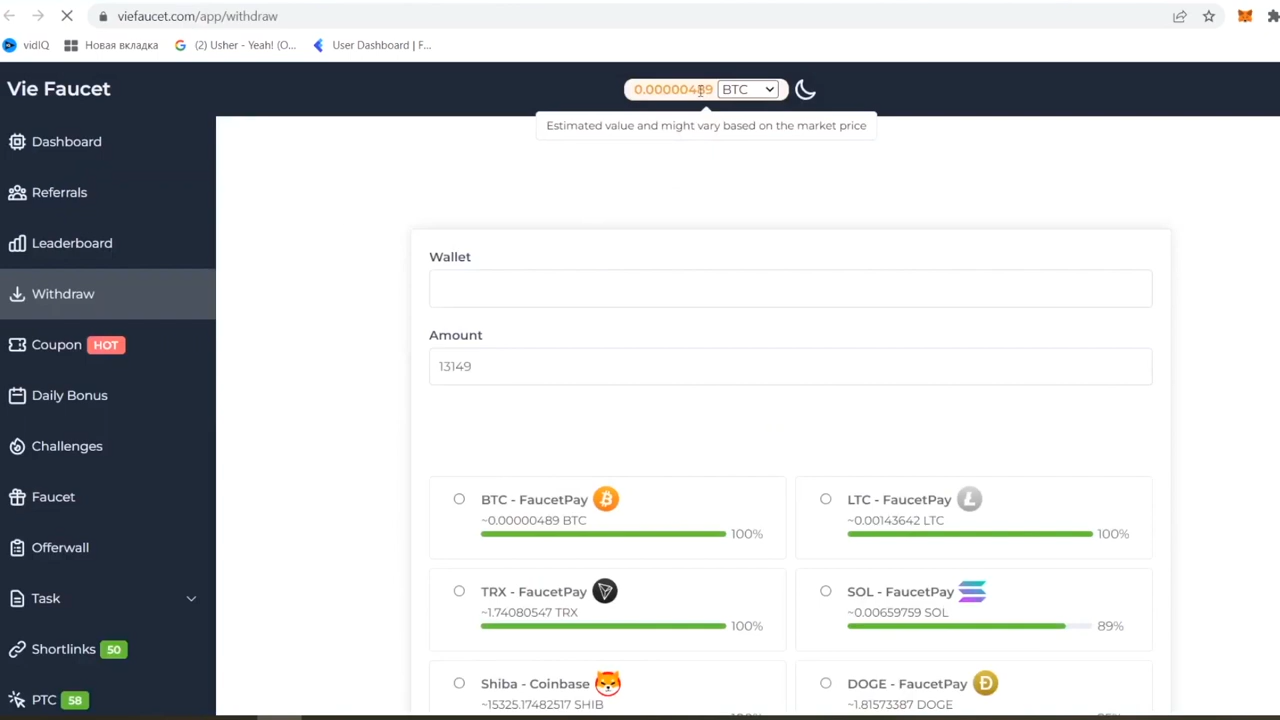 viefaucet.com/app/withdraw
vidIQ
Новая вкладка
(2) Usher - Yeah! (O...
User Dashboard | F...
Vie Faucet
0.00000489 BTC
Estimated value and might vary based on the market price
Dashboard
Referrals
Leaderboard
Withdraw
Coupon HOT
Daily Bonus
Challenges
Faucet
Offerwall
Task
Shortlinks 50
PTC 58
Wallet
Amount
13149
BTC - FaucetPay
~0.00000489 BTC
100%
LTC - FaucetPay
~0.00143642 LTC
100%
TRX - FaucetPay
~1.74080547 TRX
100%
SOL - FaucetPay
~0.00659759 SOL
89%
Shiba - Coinbase
~15325.17482517 SHIB
DOGE - FaucetPay
~1.81573387 DOGE